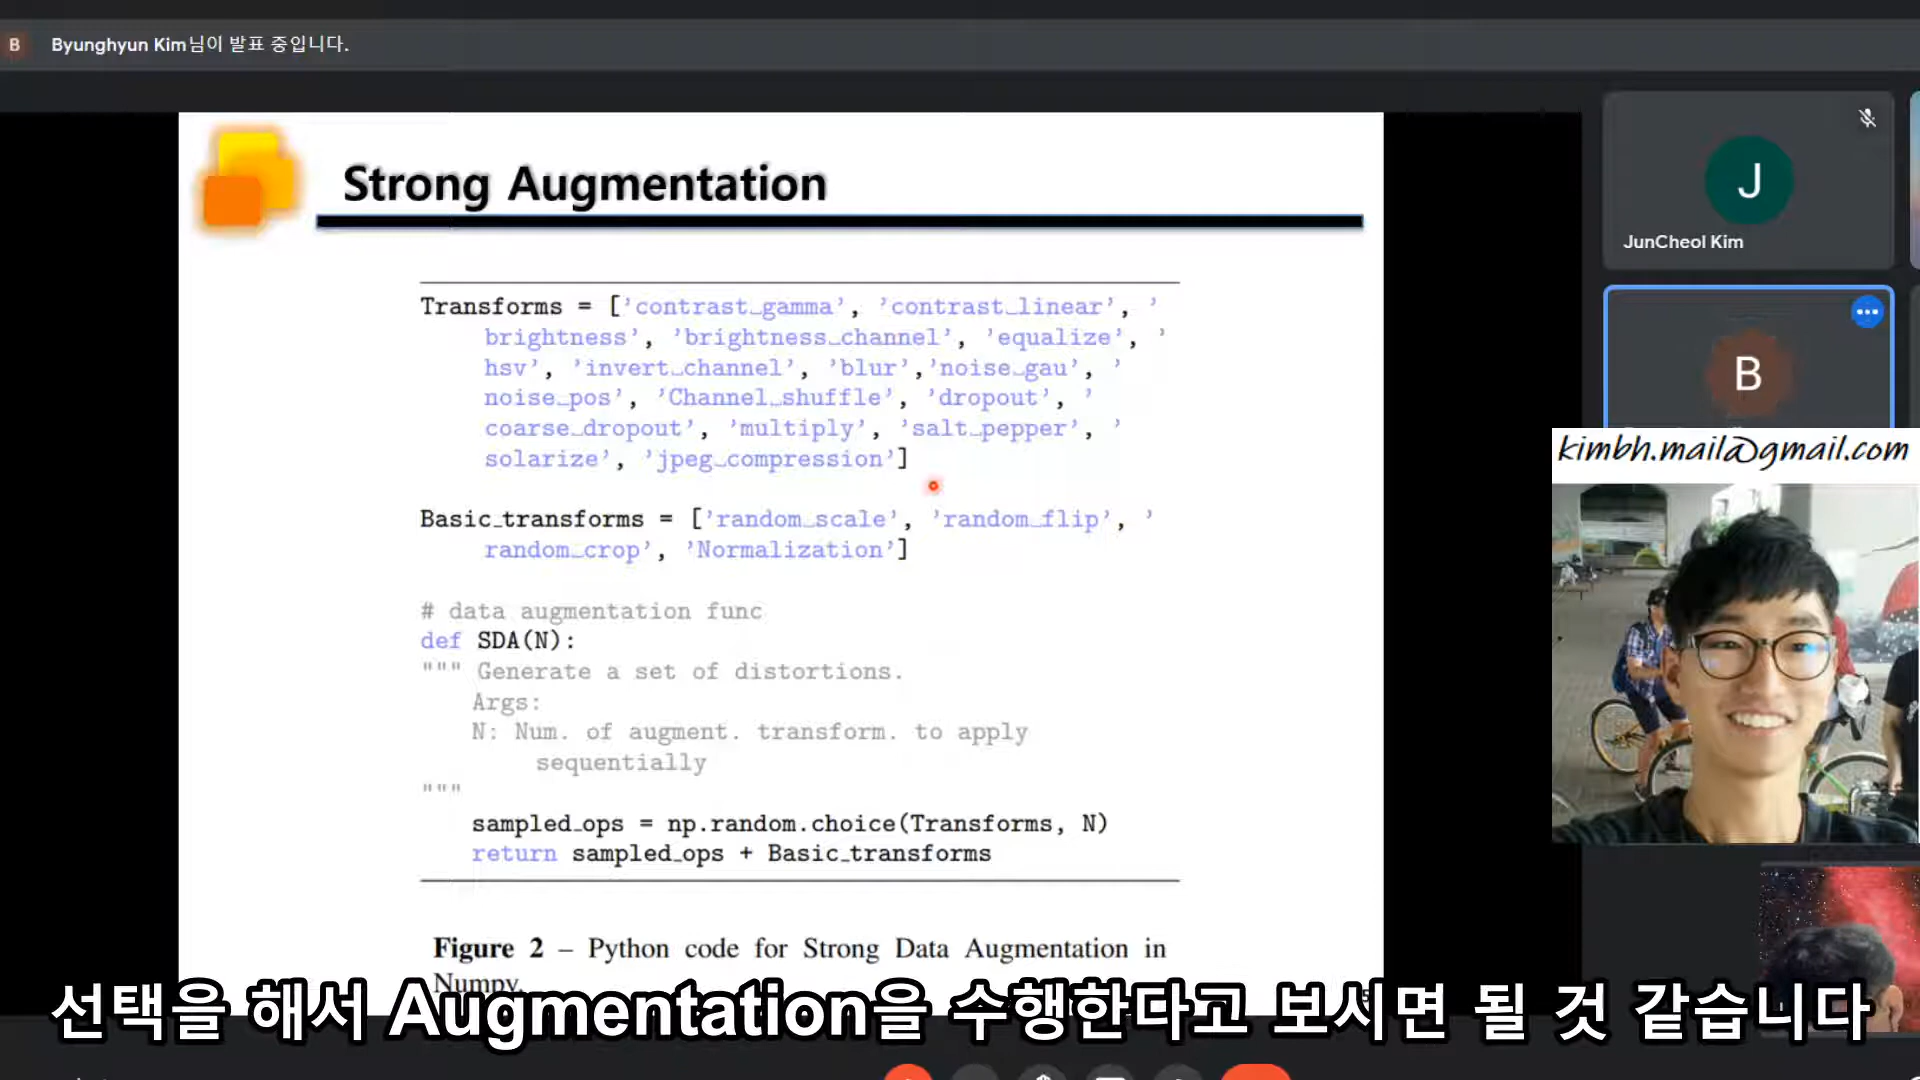 B
Byunghyun Kim님이 발표 중입니다.
Strong Augmentation
Transforms = ['contrast_gamma', 'contrast_linear', '
brightness', 'brightness_channel', 'equalize', '
hsv', 'invert_channel', 'blur','noise_gau', '
noise_pos', 'Channel_shuffle', 'dropout', '
coarse_dropout', 'multiply', 'salt_pepper', '
solarize', 'jpeg_compression']
Basic_transforms = ['random_scale', 'random_flip', '
random_crop', 'Normalization']
# data augmentation func
def SDA(N):
""" Generate a set of distortions.
Args:
N: Num. of augment. transform. to apply
sequentially
"""
sampled_ops = np.random.choice(Transforms, N)
return sampled_ops + Basic_transforms
Figure 2 – Python code for Strong Data Augmentation in
Numpy.
선택을 해서 Augmentation을 수행한다고 보시면 될 것 같습니다
J
JunCheol Kim
B
kimbh.mail@gmail.com